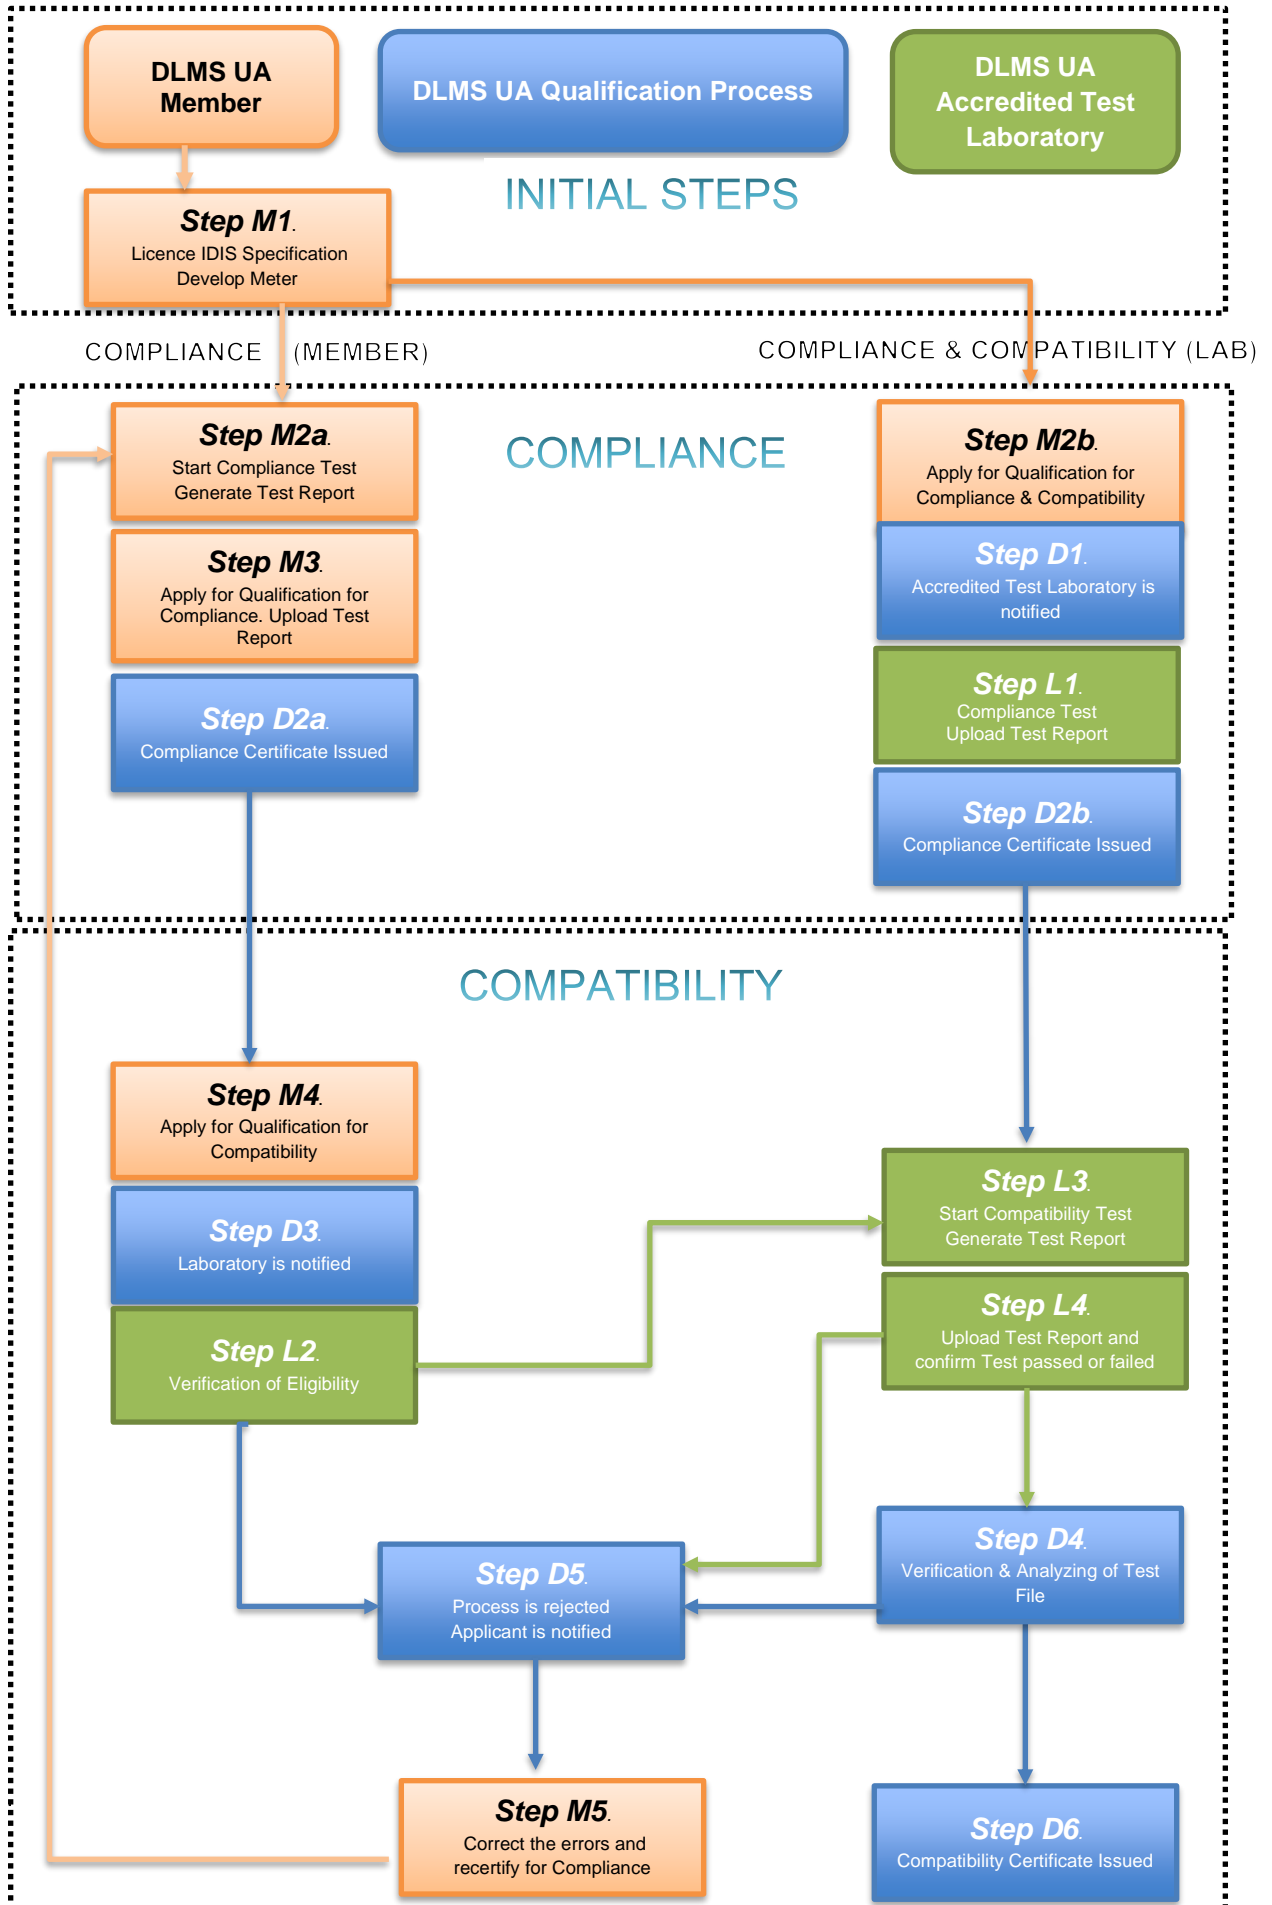 DLMS UA
Member
DLMS UA Qualification Process
DLMS UA
Accredited Test
Laboratory
INITIAL STEPS
Step M1.
Licence IDIS Specification
Develop Meter
COMPLIANCE (MEMBER)
COMPLIANCE & COMPATIBILITY (LAB)
COMPLIANCE
Step M2a.
Start Compliance Test
Generate Test Report
Step M3.
Apply for Qualification for
Compliance. Upload Test
Report
Step D2a.
Compliance Certificate Issued
Step M2b.
Apply for Qualification for
Compliance & Compatibility
Step D1.
Accredited Test Laboratory is
notified
Step L1.
Compliance Test
Upload Test Report
Step D2b.
Compliance Certificate Issued
COMPATIBILITY
Step M4.
Apply for Qualification for
Compatibility
Step D3.
Laboratory is notified
Step L2.
Verification of Eligibility
Step L3.
Start Compatibility Test
Generate Test Report
Step L4.
Upload Test Report and
confirm Test passed or failed
Step D5.
Process is rejected
Applicant is notified
Step D4.
Verification & Analyzing of Test
File
Step M5.
Correct the errors and
recertify for Compliance
Step D6.
Compatibility Certificate Issued